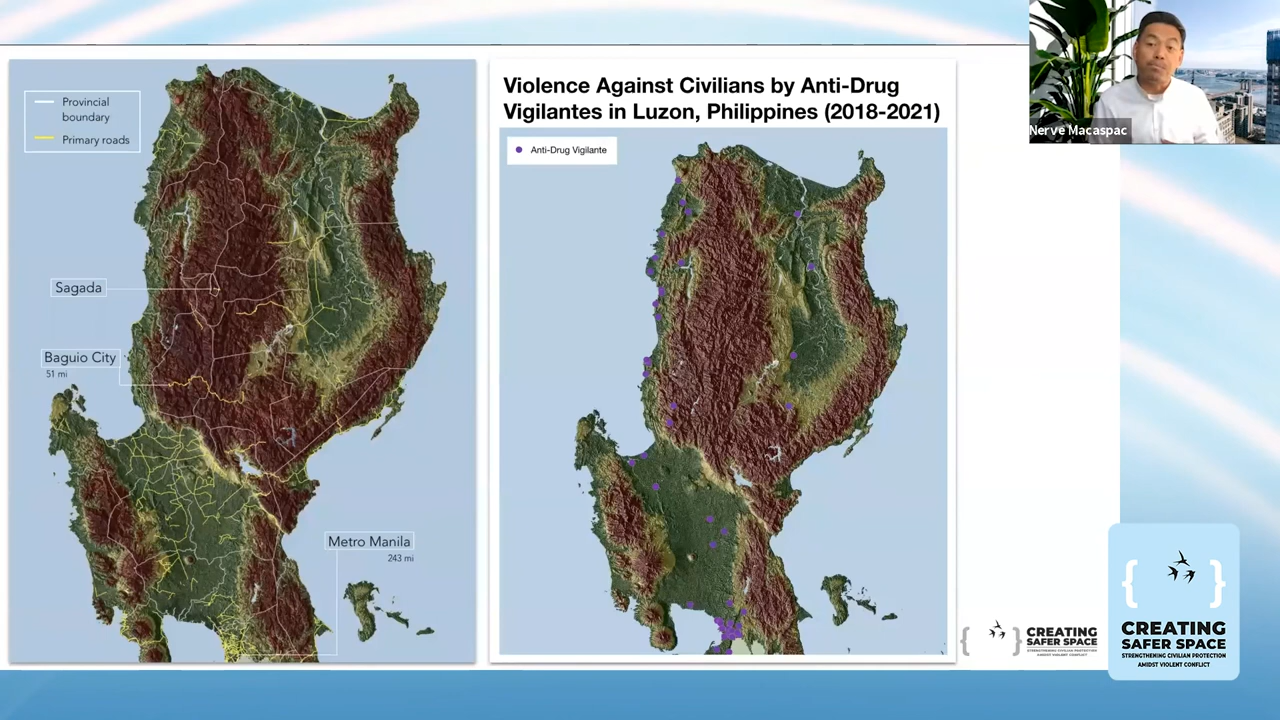 Provincial
boundary
Primary roads
Sagada
Baguio City
51 mi
Metro Manila
243 mi
Violence Against Civilians by Anti-Drug
Vigilantes in Luzon, Philippines (2018-2021)
Anti-Drug Vigilante
Nerve Macaspac
CREATING
SAFER SPACE
STRENGTHENING CIVILIAN PROTECTION
AMIDST VIOLENT CONFLICT
CREATING
SAFER SPACE
STRENGTHENING CIVILIAN PROTECTION
AMIDST VIOLENT CONFLICT